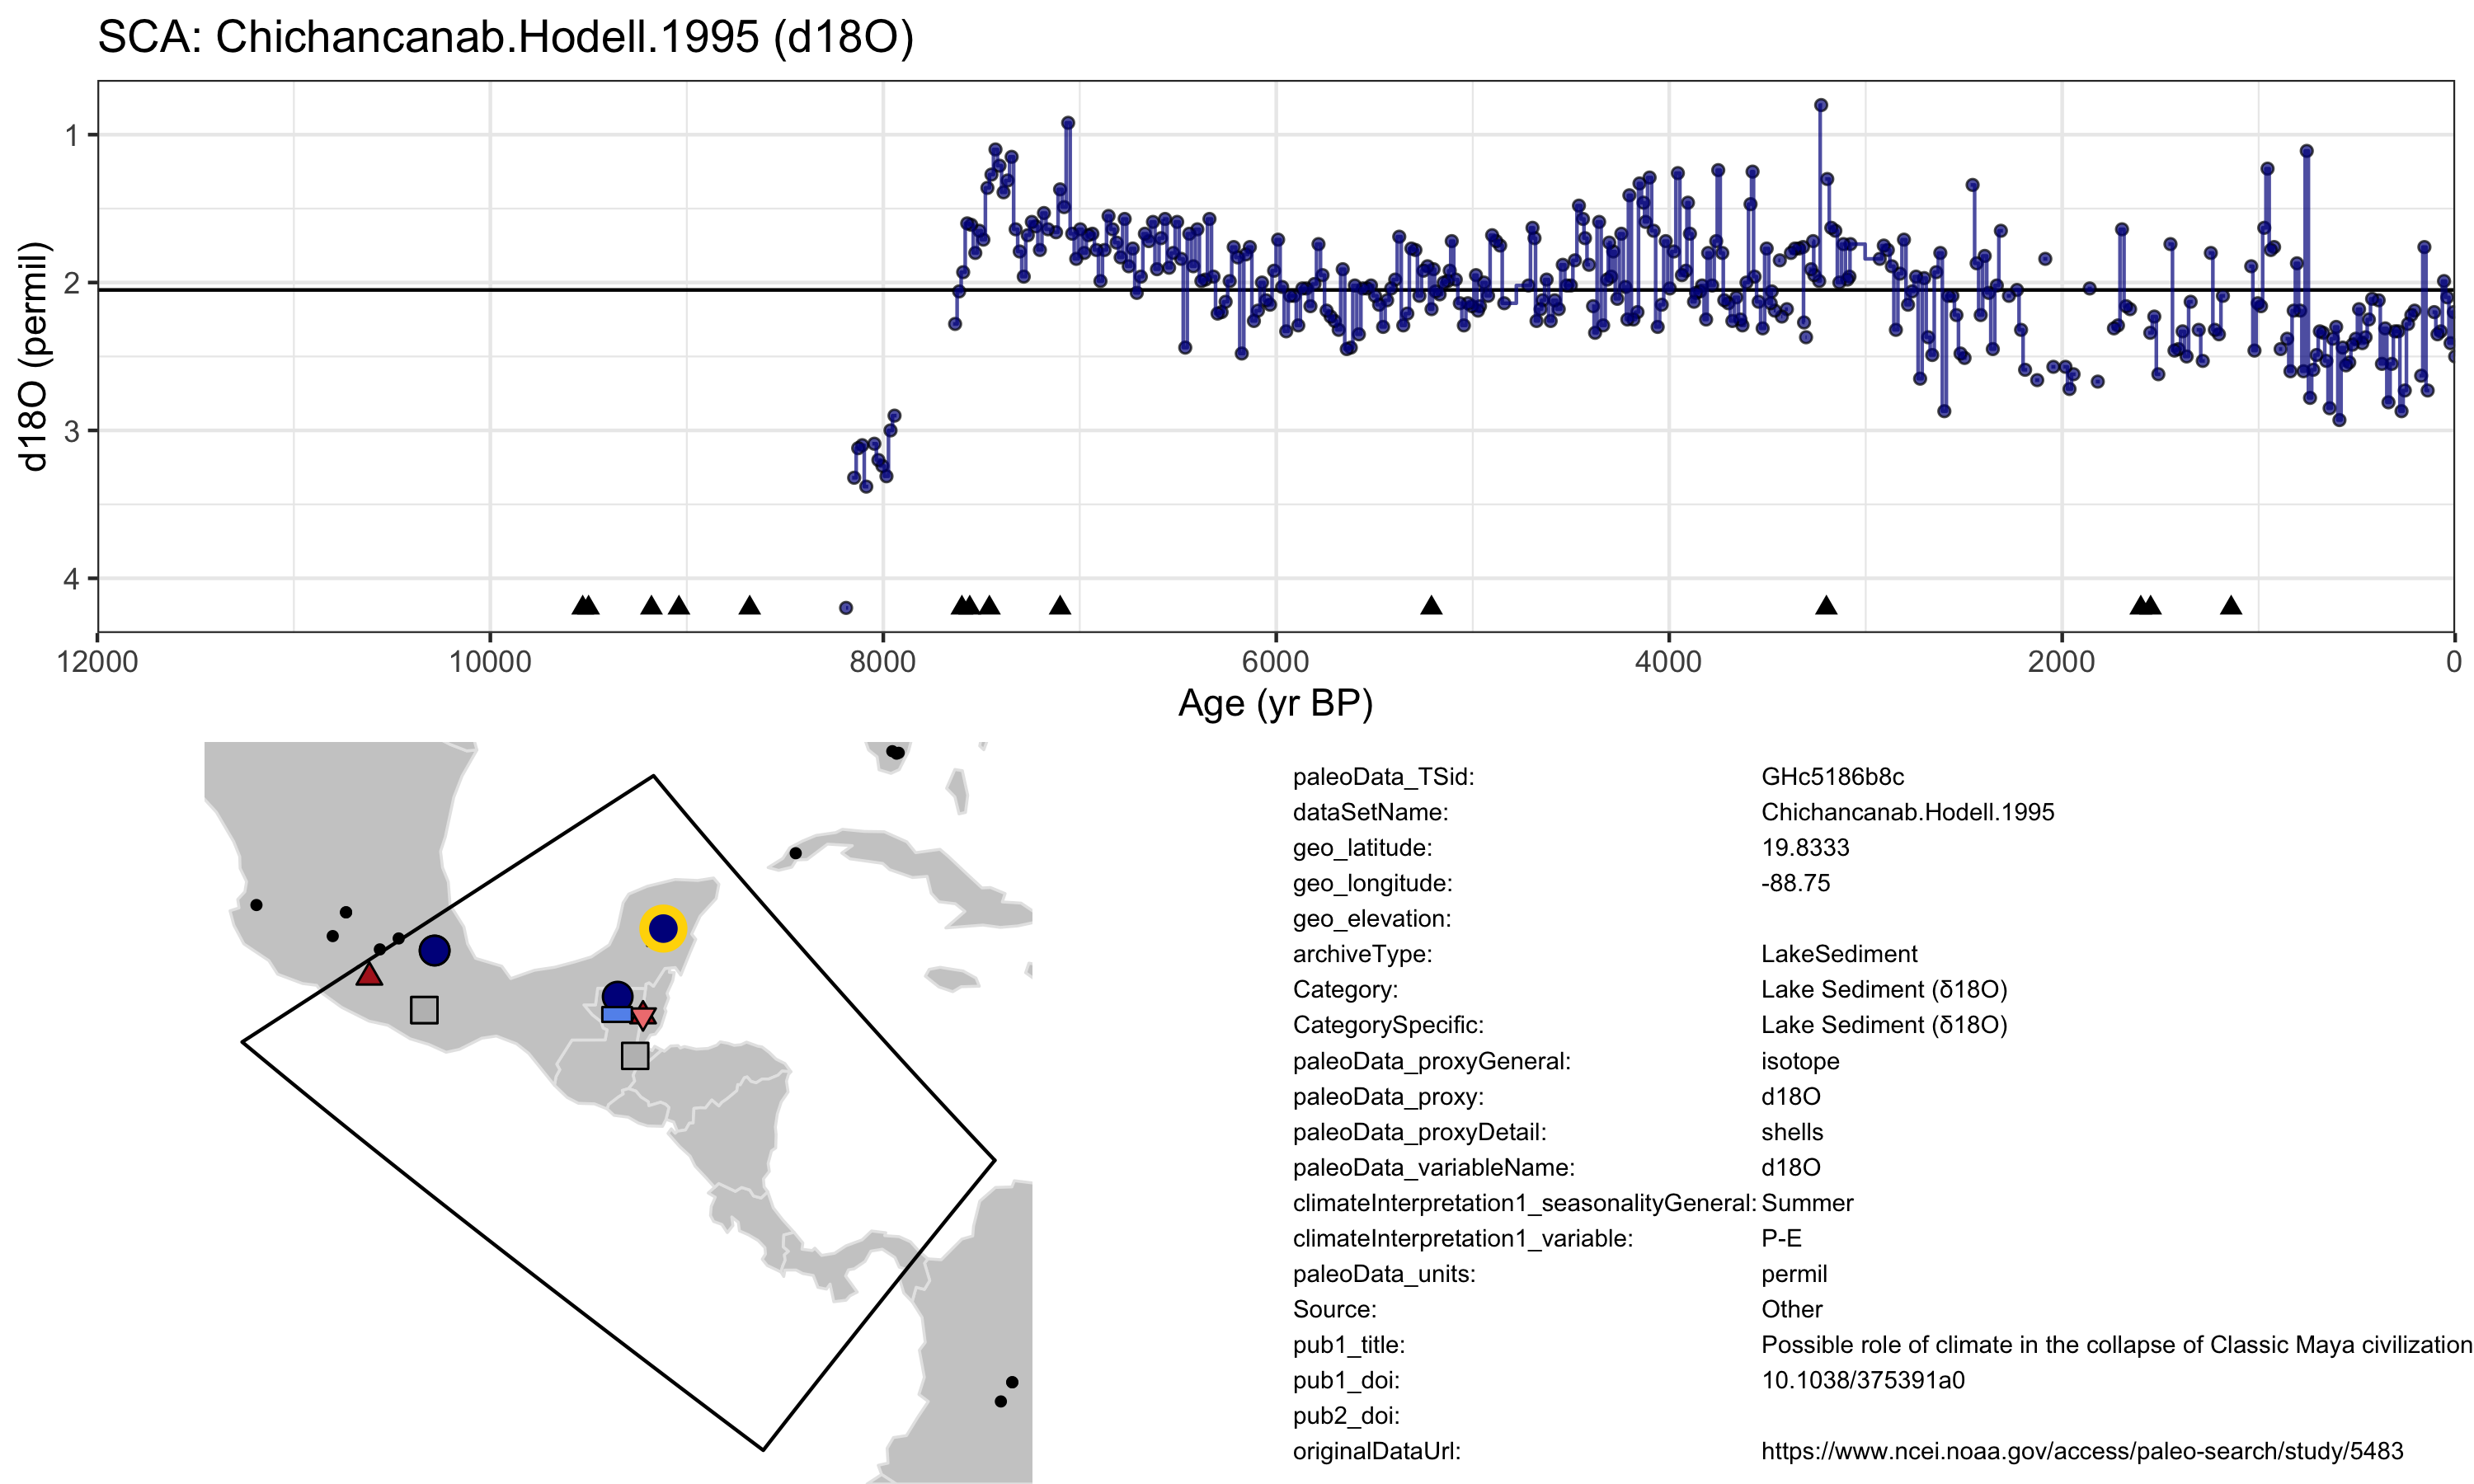 SCA: Chichancanab.Hodell.1995 (d18O)
d18O (permil)
1
2
3
4
12000 10000 8000 6000 4000 2000 0
Age (yr BP)
paleoData_TSid: GHc5186b8c
dataSetName: Chichancanab.Hodell.1995
geo_latitude: 19.8333
geo_longitude: -88.75
geo_elevation:
archiveType: LakeSediment
Category: Lake Sediment (δ18O)
CategorySpecific: Lake Sediment (δ18O)
paleoData_proxyGeneral: isotope
paleoData_proxy: d18O
paleoData_proxyDetail: shells
paleoData_variableName: d18O
climateInterpretation1_seasonalityGeneral: Summer
climateInterpretation1_variable: P-E
paleoData_units: permil
Source: Other
pub1_title: Possible role of climate in the collapse of Classic Maya civilization
pub1_doi: 10.1038/375391a0
pub2_doi:
originalDataUrl: https://www.ncei.noaa.gov/access/paleo-search/study/5483